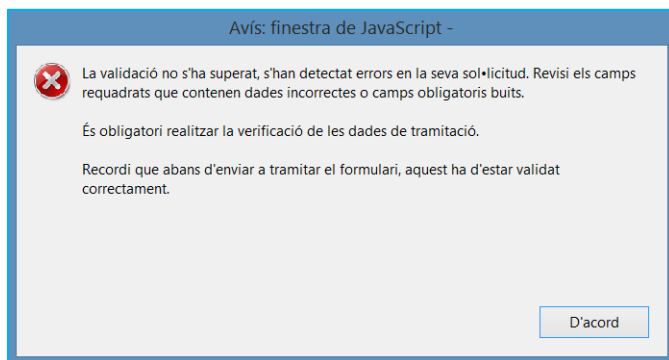 Avís: finestra de JavaScript -
La validació no s'ha superat, s'han detectat errors en la seva sol•licitud. Revisi els camps
requadrats que contenen dades incorrectes o camps obligatoris buits.
És obligatori realitzar la verificació de les dades de tramitació.
Recordi que abans d'enviar a tramitar el formulari, aquest ha d'estar validat
correctament.
D'acord